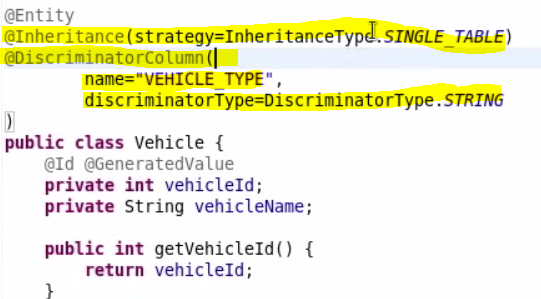 @Entity
@Inheritance(strategy=InheritanceType.SINGLE_TABLE)
@DiscriminatorColumn(
name="VEHICLE_TYPE",
discriminatorType=DiscriminatorType.STRING
)
public class Vehicle {
@Id @GeneratedValue
private int vehicleId;
private String vehicleName;
public int getVehicleId() {
return vehicleId;
}